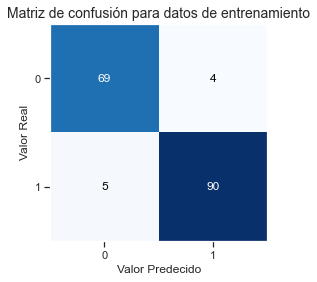 Matriz de confusión para datos de entrenamiento
Valor Real
0
69
4
1
5
90
0
1
Valor Predecido